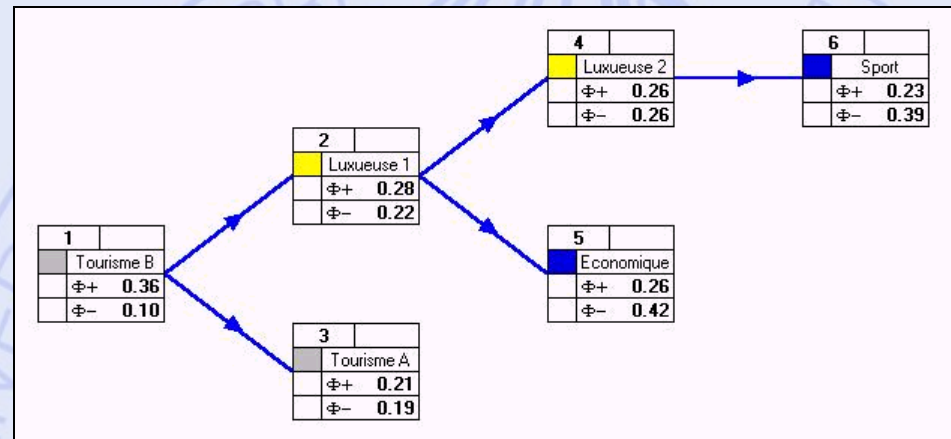 1
Tourisme B
Φ+ 0.36
Φ− 0.10
2
Luxueuse 1
Φ+ 0.28
Φ− 0.22
3
Tourisme A
Φ+ 0.21
Φ− 0.19
4
Luxueuse 2
Φ+ 0.26
Φ− 0.26
5
Economique
Φ+ 0.26
Φ− 0.42
6
Sport
Φ+ 0.23
Φ− 0.39